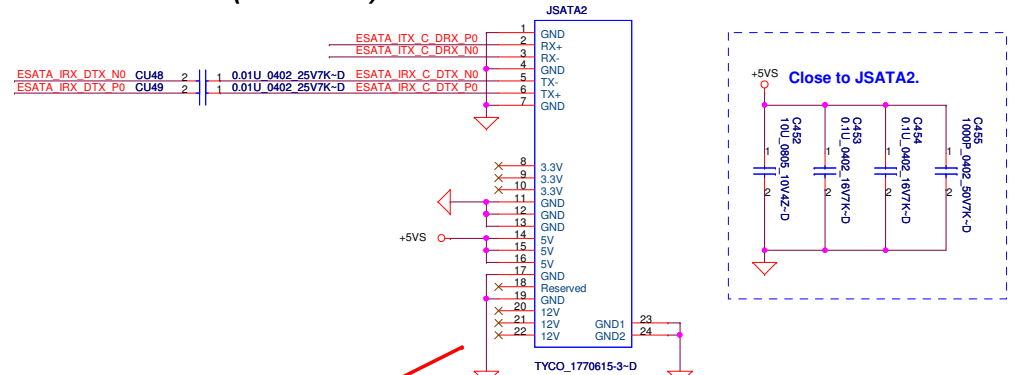 JSATA2
1 GND
ESATA_ITX_C_DRX_P0 2 RX+
ESATA_ITX_C_DRX_N0 3 RX-
4 GND
ESATA_IRX_DTX_N0 CU48 2 1 0.01U_0402_25V7K~D ESATA_IRX_C_DTX_N0 5 TX-
ESATA_IRX_DTX_P0 CU49 2 1 0.01U_0402_25V7K~D ESATA_IRX_C_DTX_P0 6 TX+
7 GND
8 3.3V
9 3.3V
10 3.3V
11 GND
12 GND
13 GND
+5VS 14 5V
15 5V
16 5V
17 GND
18 Reserved
19 GND
20 12V
21 12V GND1 23
22 12V GND2 24
TYCO_1770615-3~D
+5VS Close to JSATA2.
1 2 C452
10U_0805_10V4Z~D
1 2 C453
0.1U_0402_16V7K~D
1 2 C454
0.1U_0402_16V7K~D
1 2 C455
1000P_0402_50V7K~D